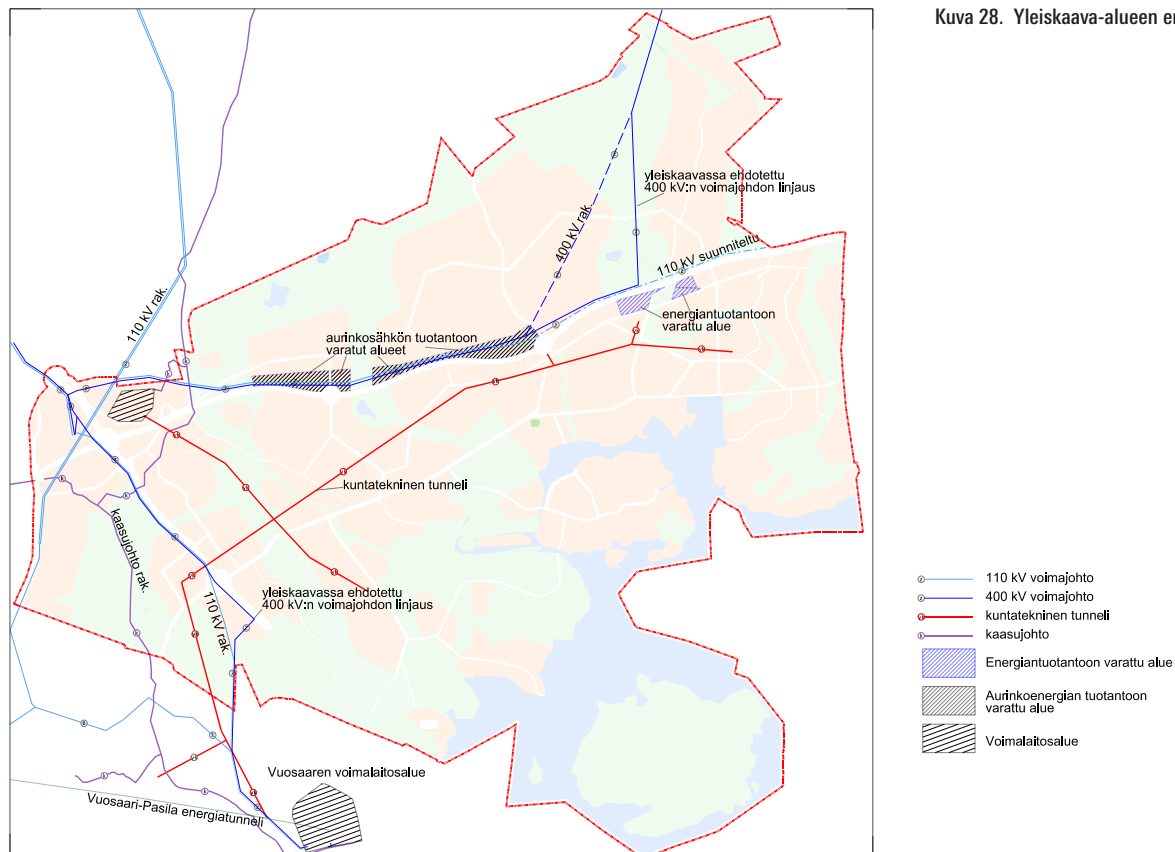 Kuva 28. Yleiskaava-alueen en
yleiskaavassa ehdotettu
400 kV:n voimajohdon linjaus
400 kV rak.
110 kV suunniteltu
110 kV rak.
energiantuotantoon
varattu alue
aurinkosähkön tuotantoon
varatut alueet
kuntatekninen tunneli
kaasujohto rak.
110 kV rak.
yleiskaavassa ehdotettu
400 kV:n voimajohdon linjaus
Vuosaaren voimalaitosalue
Vuosaari-Pasila energiatunneli
110 kV voimajohto
400 kV voimajohto
kuntatekninen tunneli
kaasujohto
Energiantuotantoon varattu alue
Aurinkoenergian tuotantoon
varattu alue
Voimalaitosalue